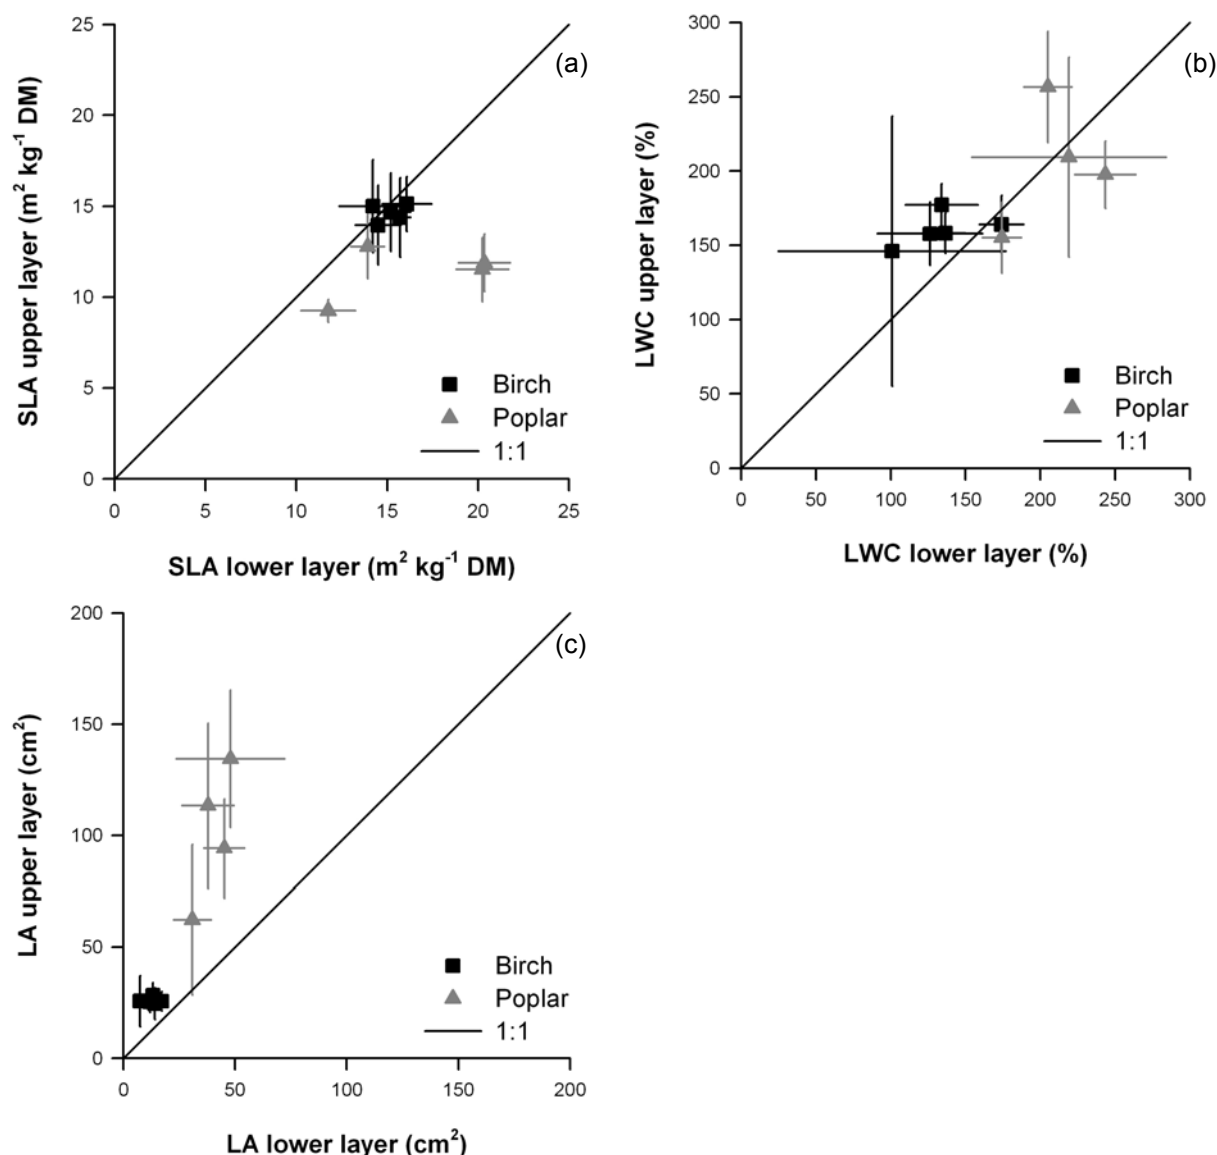 (a)
SLA upper layer (m² kg⁻¹ DM)
25
20
15
10
5
0
0 5 10 15 20 25
SLA lower layer (m² kg⁻¹ DM)
Birch
Poplar
1:1
(b)
LWC upper layer (%)
300
250
200
150
100
50
0
0 50 100 150 200 250 300
LWC lower layer (%)
Birch
Poplar
1:1
(c)
LA upper layer (cm²)
200
150
100
50
0
0 50 100 150 200
LA lower layer (cm²)
Birch
Poplar
1:1